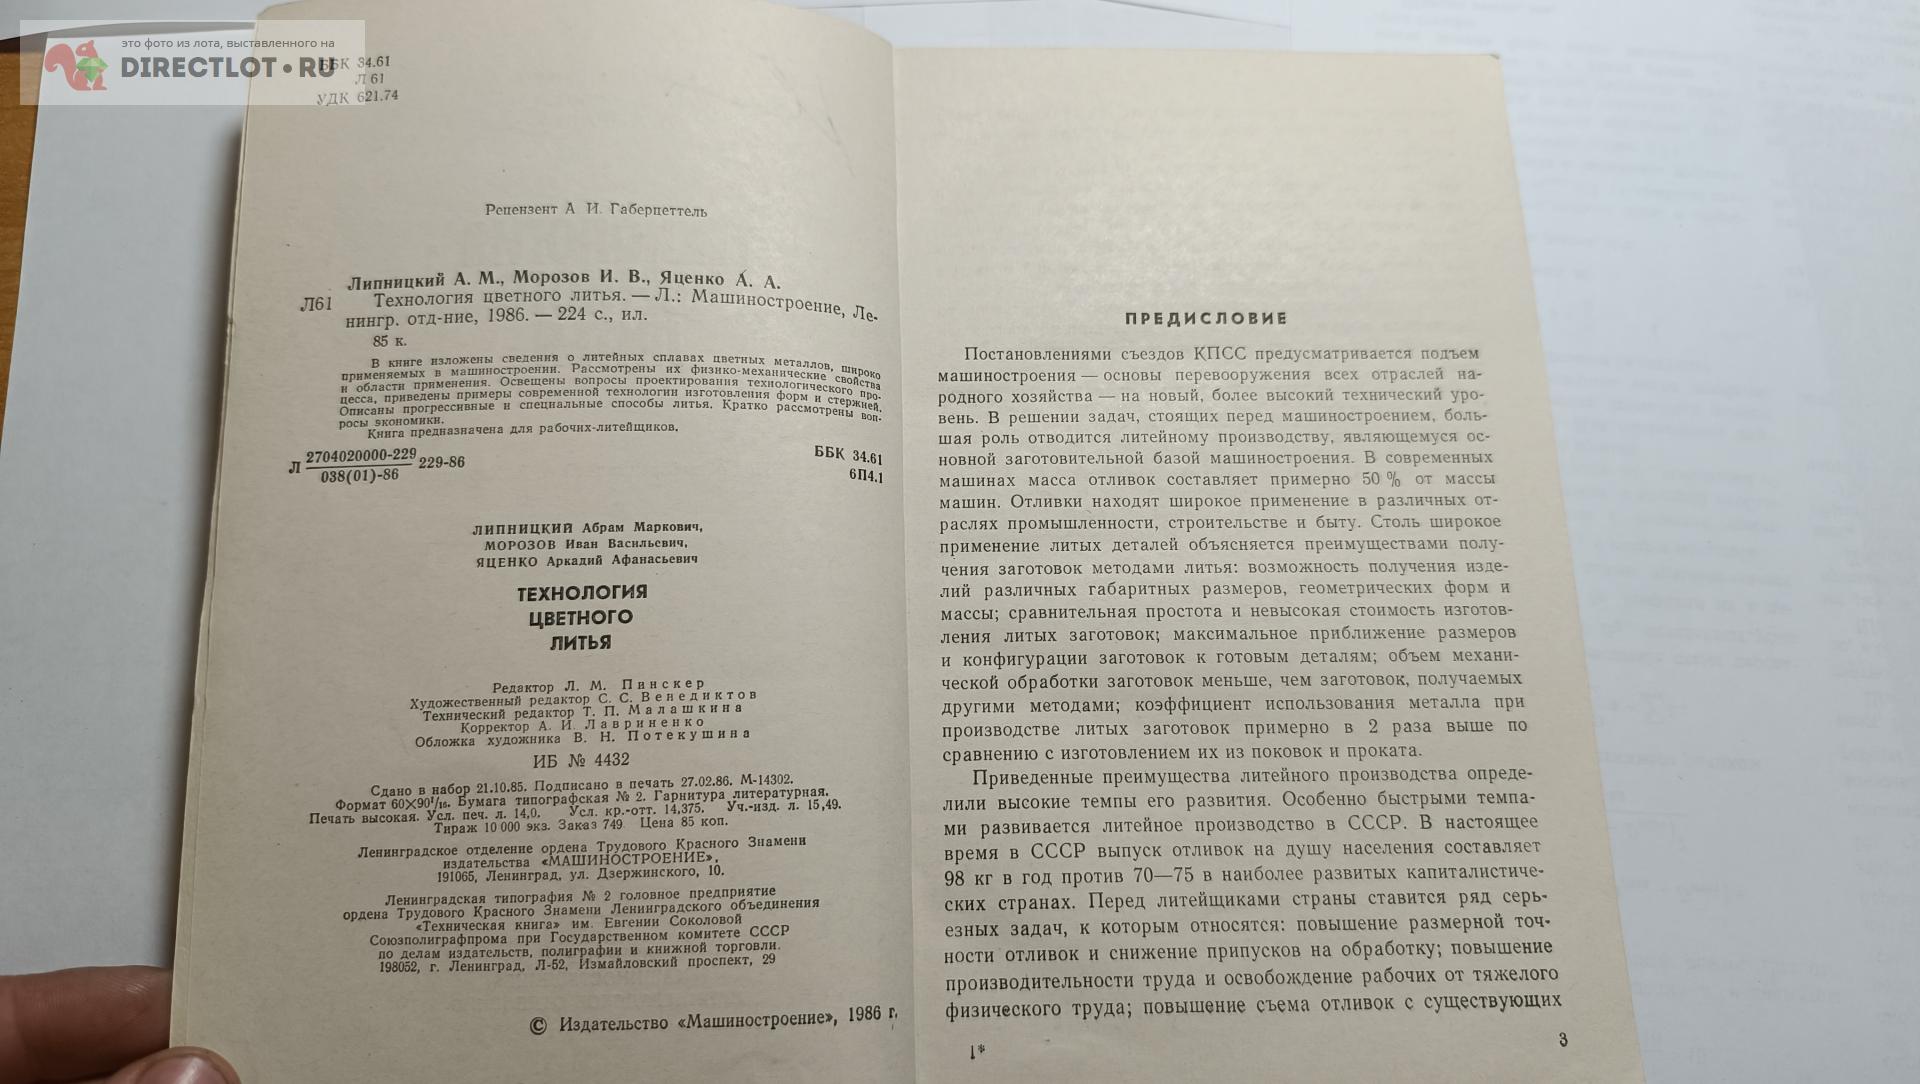 это фото из лота, выставленного на
DIRECTLOT•RU
ББК 34.61
Л 61
УДК 621.74
Рецензент А. И. Габерцеттель
Липницкий А. М., Морозов И. В., Яценко А. А.
Л61 Технология цветного литья. — Л.: Машиностроение, Ле-
нингр. отд-ние, 1986. — 224 с., ил.
85 к.
В книге изложены сведения о литейных сплавах цветных металлов, широко
применяемых в машиностроении. Рассмотрены их физико-механические свойства
и области применения. Освещены вопросы проектирования технологического про-
цесса, приведены примеры современной технологии изготовления форм и стержней.
Описаны прогрессивные и специальные способы литья. Кратко рассмотрены воп-
росы экономики.
Книга предназначена для рабочих-литейщиков.
Л 2704020000-229 229-86
038(01)-86
ББК 34.61
6П4.1
ЛИПНИЦКИЙ Абрам Маркович,
МОРОЗОВ Иван Васильевич,
ЯЦЕНКО Аркадий Афанасьевич
ТЕХНОЛОГИЯ
ЦВЕТНОГО
ЛИТЬЯ
Редактор Л. М. Пинскер
Художественный редактор С. С. Венедиктов
Технический редактор Т. П. Малашкина
Корректор А. И. Лавриненко
Обложка художника В. Н. Потекушина
ИБ № 4432
Сдано в набор 21.10.85. Подписано в печать 27.02.86. М-14302.
Формат 60×90¹/₁₆. Бумага типографская № 2. Гарнитура литературная.
Печать высокая. Усл. печ. л. 14,0. Усл. кр.-отт. 14,375. Уч.-изд. л. 15,49.
Тираж 10 000 экз. Заказ 749. Цена 85 коп.
Ленинградское отделение ордена Трудового Красного Знамени
издательства «МАШИНОСТРОЕНИЕ»,
191065, Ленинград, ул. Дзержинского, 10.
Ленинградская типография № 2 головное предприятие
ордена Трудового Красного Знамени Ленинградского объединения
«Техническая книга» им. Евгении Соколовой
Союзполиграфпрома при Государственном комитете СССР
по делам издательств, полиграфии и книжной торговли.
198052, г. Ленинград, Л-52, Измайловский проспект, 29
© Издательство «Машиностроение», 1986 г.
ПРЕДИСЛОВИЕ
Постановлениями съездов КПСС предусматривается подъем
машиностроения — основы перевооружения всех отраслей на-
родного хозяйства — на новый, более высокий технический уро-
вень. В решении задач, стоящих перед машиностроением, боль-
шая роль отводится литейному производству, являющемуся ос-
новной заготовительной базой машиностроения. В современных
машинах масса отливок составляет примерно 50 % от массы
машин. Отливки находят широкое применение в различных от-
раслях промышленности, строительстве и быту. Столь широкое
применение литых деталей объясняется преимуществами полу-
чения заготовок методами литья: возможность получения изде-
лий различных габаритных размеров, геометрических форм и
массы; сравнительная простота и невысокая стоимость изготов-
ления литых заготовок; максимальное приближение размеров
и конфигурации заготовок к готовым деталям; объем механи-
ческой обработки заготовок меньше, чем заготовок, получаемых
другими методами; коэффициент использования металла при
производстве литых заготовок примерно в 2 раза выше по
сравнению с изготовлением их из поковок и проката.
Приведенные преимущества литейного производства опреде-
лили высокие темпы его развития. Особенно быстрыми темпа-
ми развивается литейное производство в СССР. В настоящее
время в СССР выпуск отливок на душу населения составляет
98 кг в год против 70—75 в наиболее развитых капиталистиче-
ских странах. Перед литейщиками страны ставится ряд серь-
езных задач, к которым относятся: повышение размерной точ-
ности отливок и снижение припусков на обработку; повышение
производительности труда и освобождение рабочих от тяжелого
физического труда; повышение съема отливок с существующих
1*
3